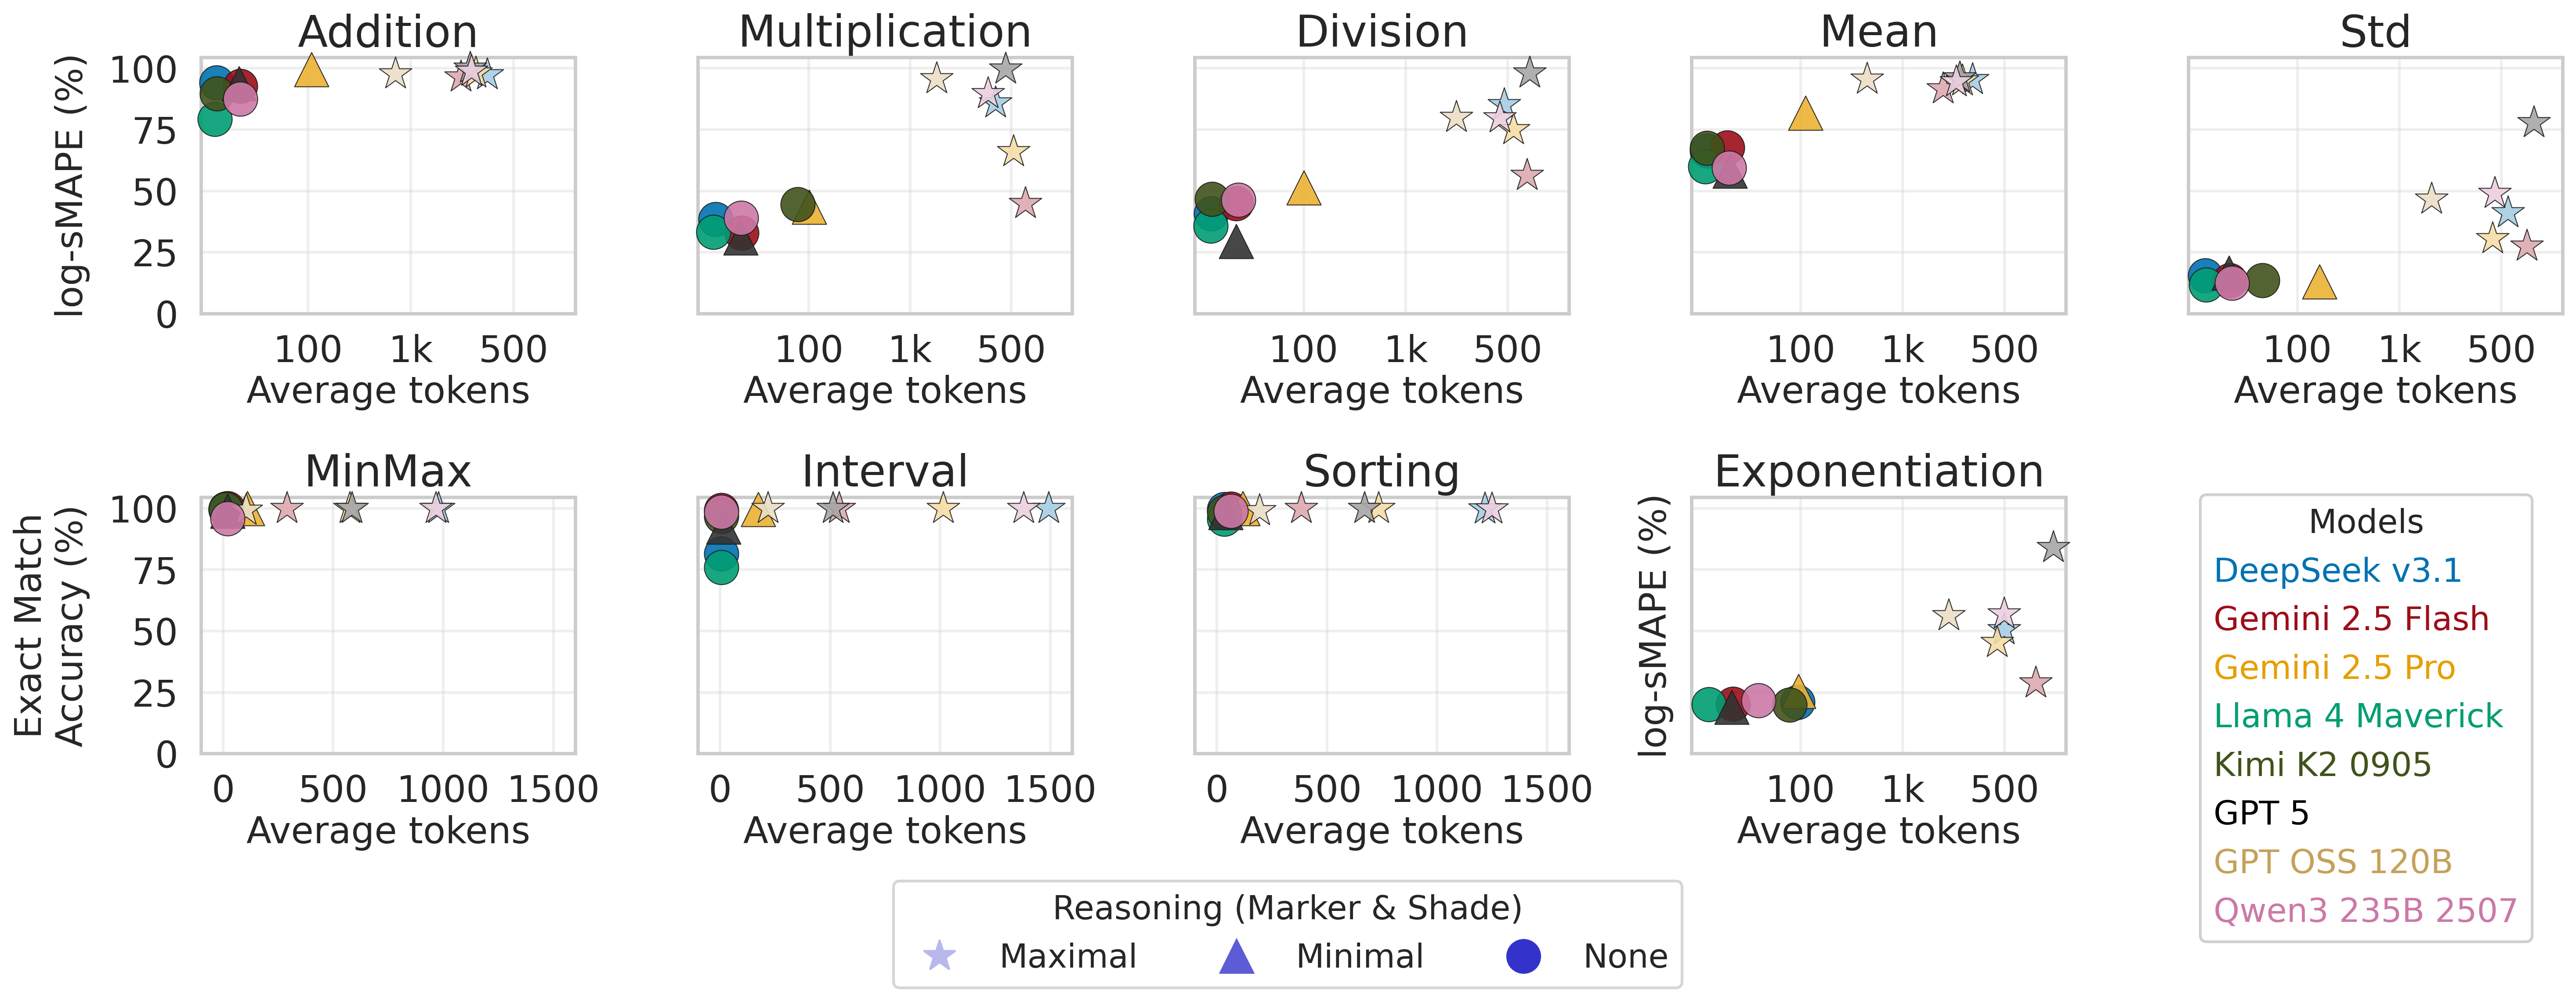 Addition
Multiplication
Division
Mean
Std
log-sMAPE (%)
100
75
50
25
0
100 1k 500
100 1k 500
100 1k 500
100 1k 500
100 1k 500
Average tokens
Average tokens
Average tokens
Average tokens
Average tokens
MinMax
Interval
Sorting
Exponentiation
Exact Match
Accuracy (%)
100
75
50
25
0
log-sMAPE (%)
0 500 1000 1500
0 500 1000 1500
0 500 1000 1500
100 1k 500
Average tokens
Average tokens
Average tokens
Average tokens
Models
DeepSeek v3.1
Gemini 2.5 Flash
Gemini 2.5 Pro
Llama 4 Maverick
Kimi K2 0905
GPT 5
GPT OSS 120B
Qwen3 235B 2507
Reasoning (Marker & Shade)
Maximal
Minimal
None